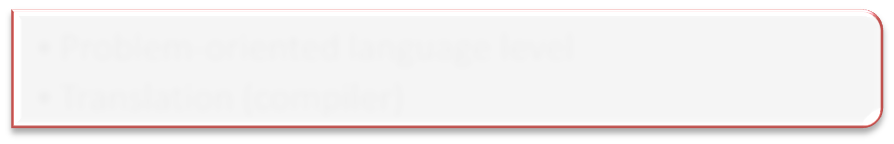 • Problem-oriented language level
• Translation (compiler)